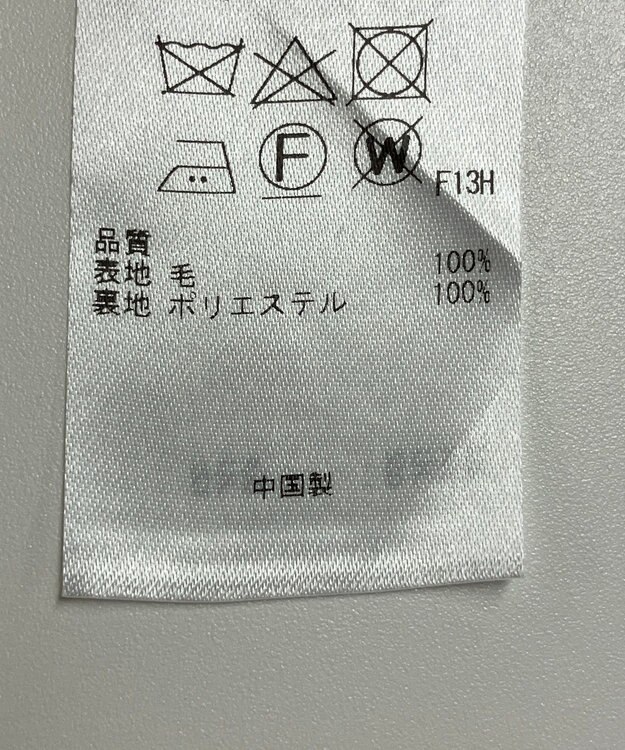 F
W
F13H
品質
表地 毛 100%
裏地 ポリエステル 100%
中国製